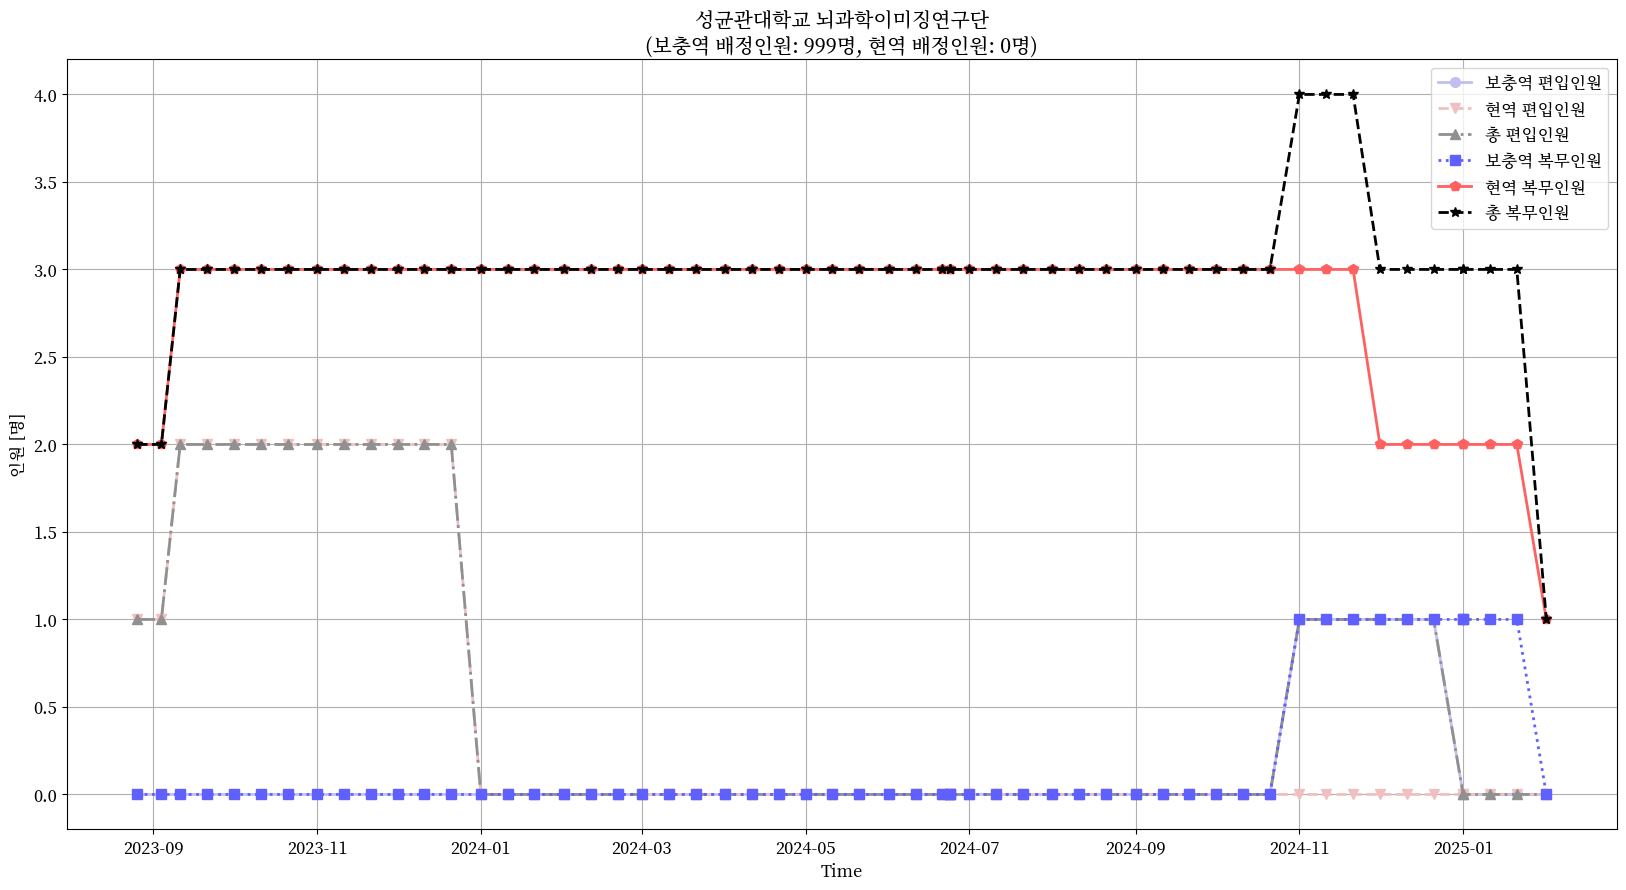 성균관대학교 뇌과학이미징연구단
(보충역 배정인원: 999명, 현역 배정인원: 0명)
보충역 편입인원
현역 편입인원
총 편입인원
보충역 복무인원
현역 복무인원
총 복무인원
인원 [명]
4.0
3.5
3.0
2.5
2.0
1.5
1.0
0.5
0.0
2023-09
2023-11
2024-01
2024-03
2024-05
2024-07
2024-09
2024-11
2025-01
Time